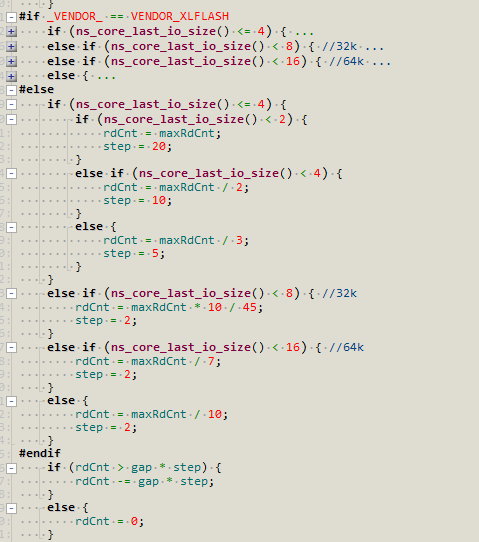 }
#if _VENDOR_ == VENDOR_XLFLASH
if (ns_core_last_io_size() <= 4) { ...
else if (ns_core_last_io_size() < 8) { //32k ...
else if (ns_core_last_io_size() < 16) { //64k ...
else { ...
#else
if (ns_core_last_io_size() <= 4) {
if (ns_core_last_io_size() < 2) {
rdCnt = maxRdCnt;
step = 20;
}
else if (ns_core_last_io_size() < 4) {
rdCnt = maxRdCnt / 2;
step = 10;
}
else {
rdCnt = maxRdCnt / 3;
step = 5;
}
}
else if (ns_core_last_io_size() < 8) { //32k
rdCnt = maxRdCnt * 10 / 45;
step = 2;
}
else if (ns_core_last_io_size() < 16) { //64k
rdCnt = maxRdCnt / 7;
step = 2;
}
else {
rdCnt = maxRdCnt / 10;
step = 2;
}
#endif
if (rdCnt > gap * step) {
rdCnt -= gap * step;
}
else {
rdCnt = 0;
}